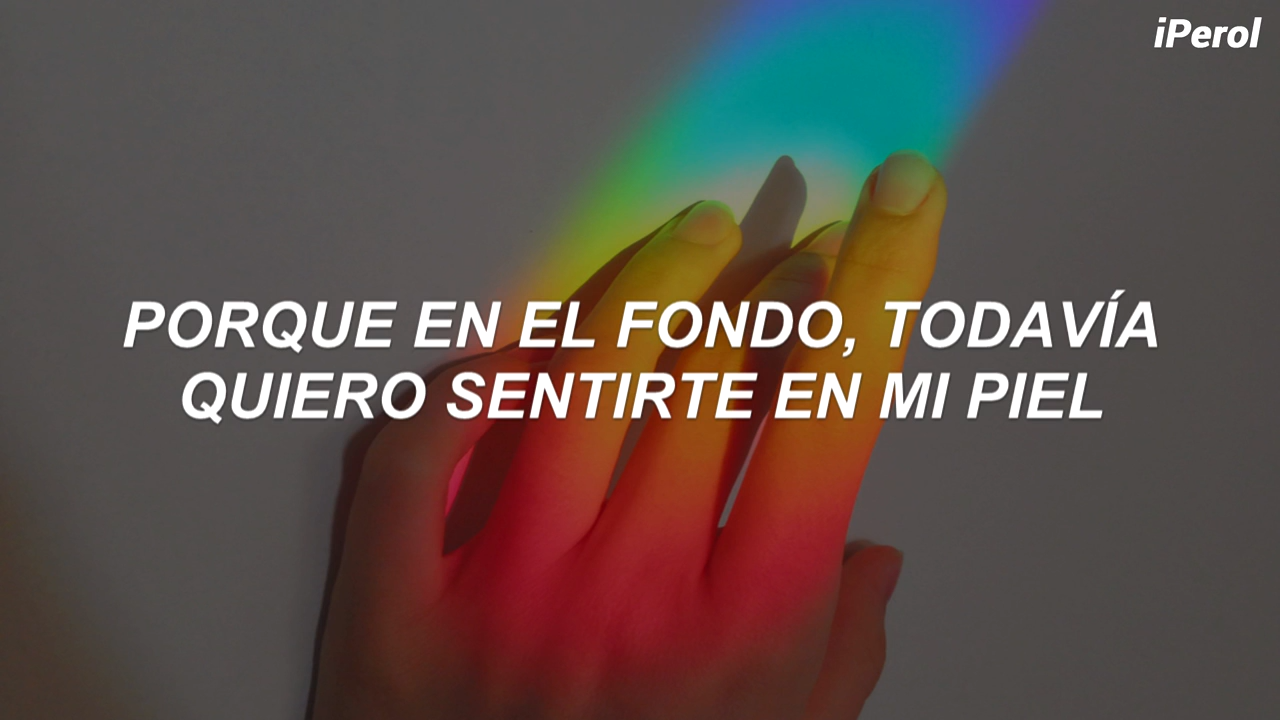 iPerol
PORQUE EN EL FONDO, TODAVÍA
QUIERO SENTIRTE EN MI PIEL